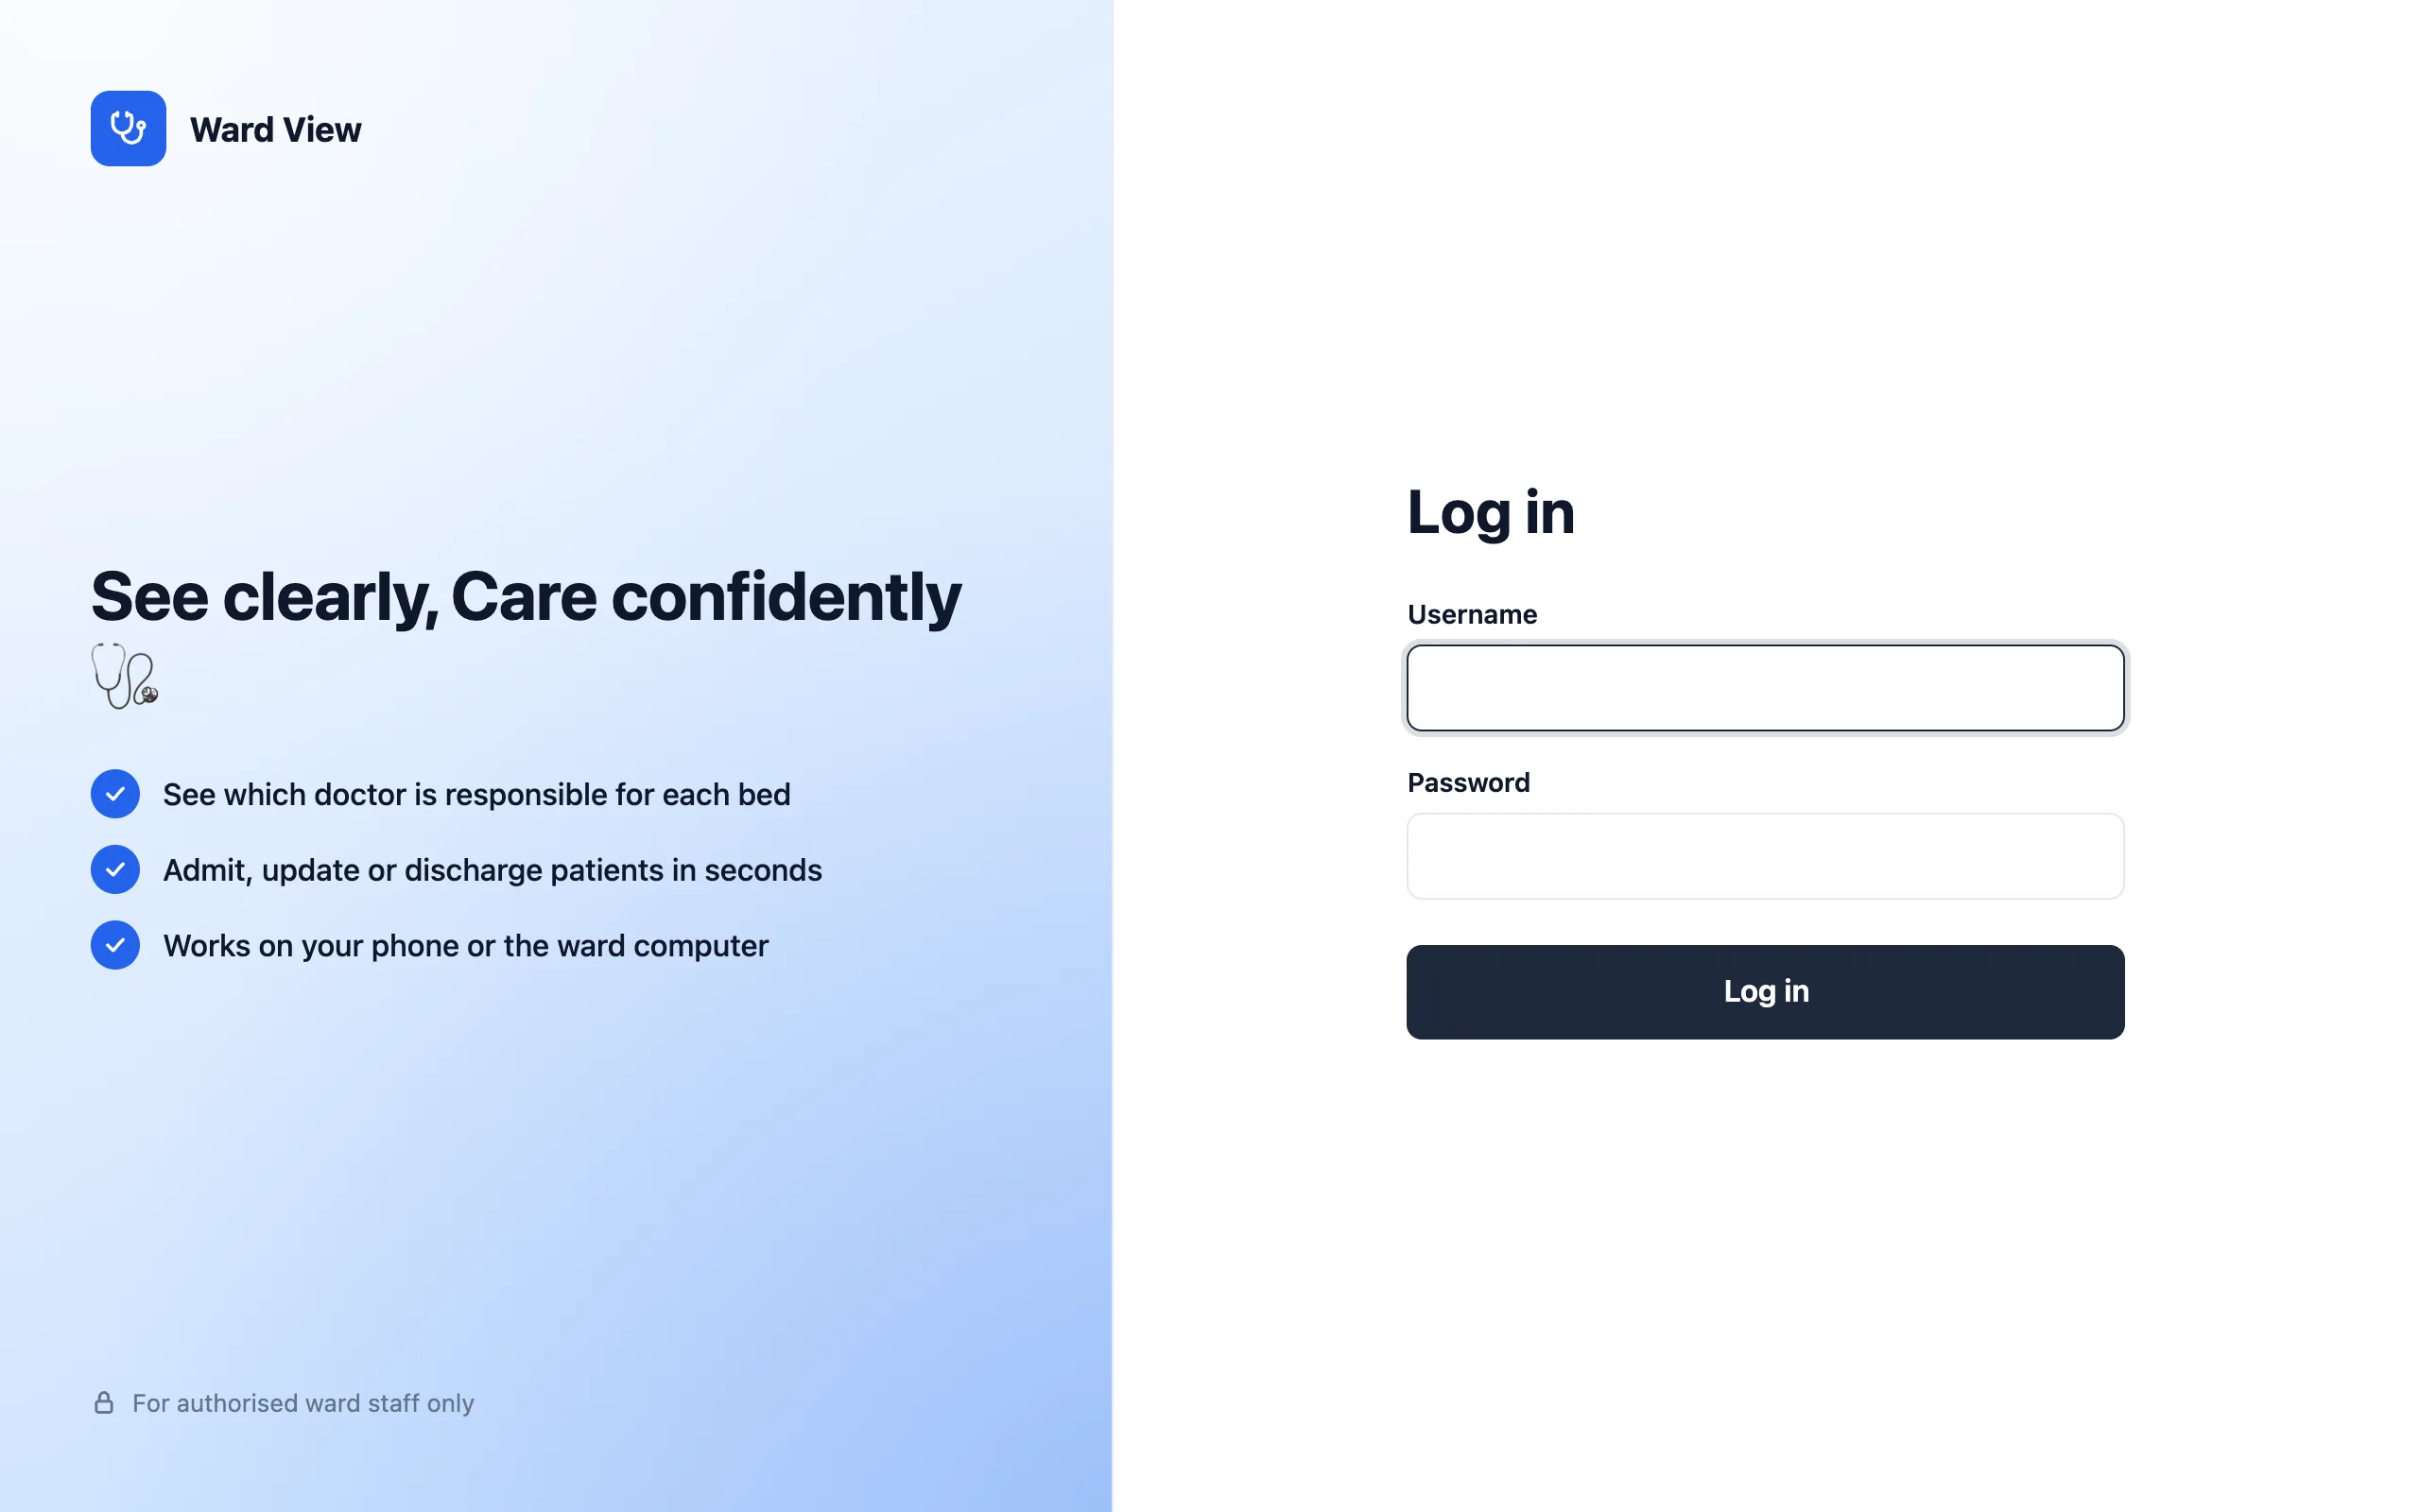 Ward View
See clearly, Care confidently
🩺
See which doctor is responsible for each bed
Admit, update or discharge patients in seconds
Works on your phone or the ward computer
For authorised ward staff only
Log in
Username
Password
Log in